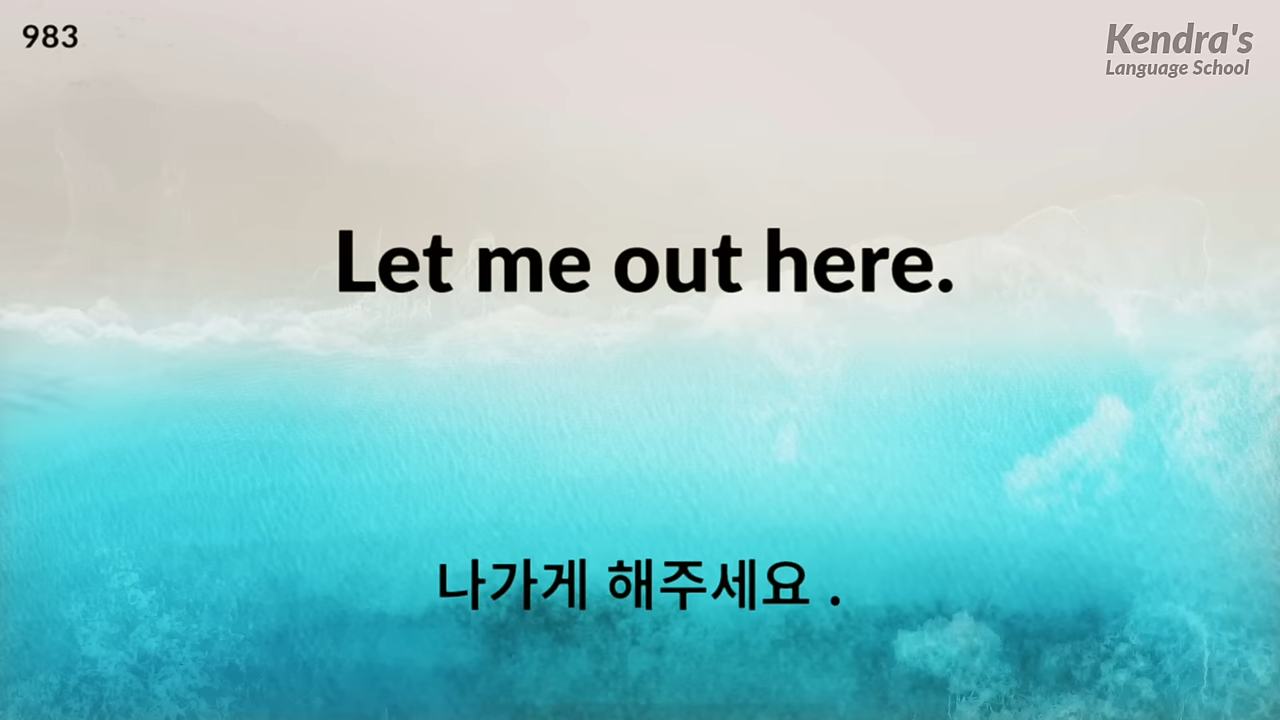 983
Kendra's
Language School
Let me out here.
나가게 해주세요 .